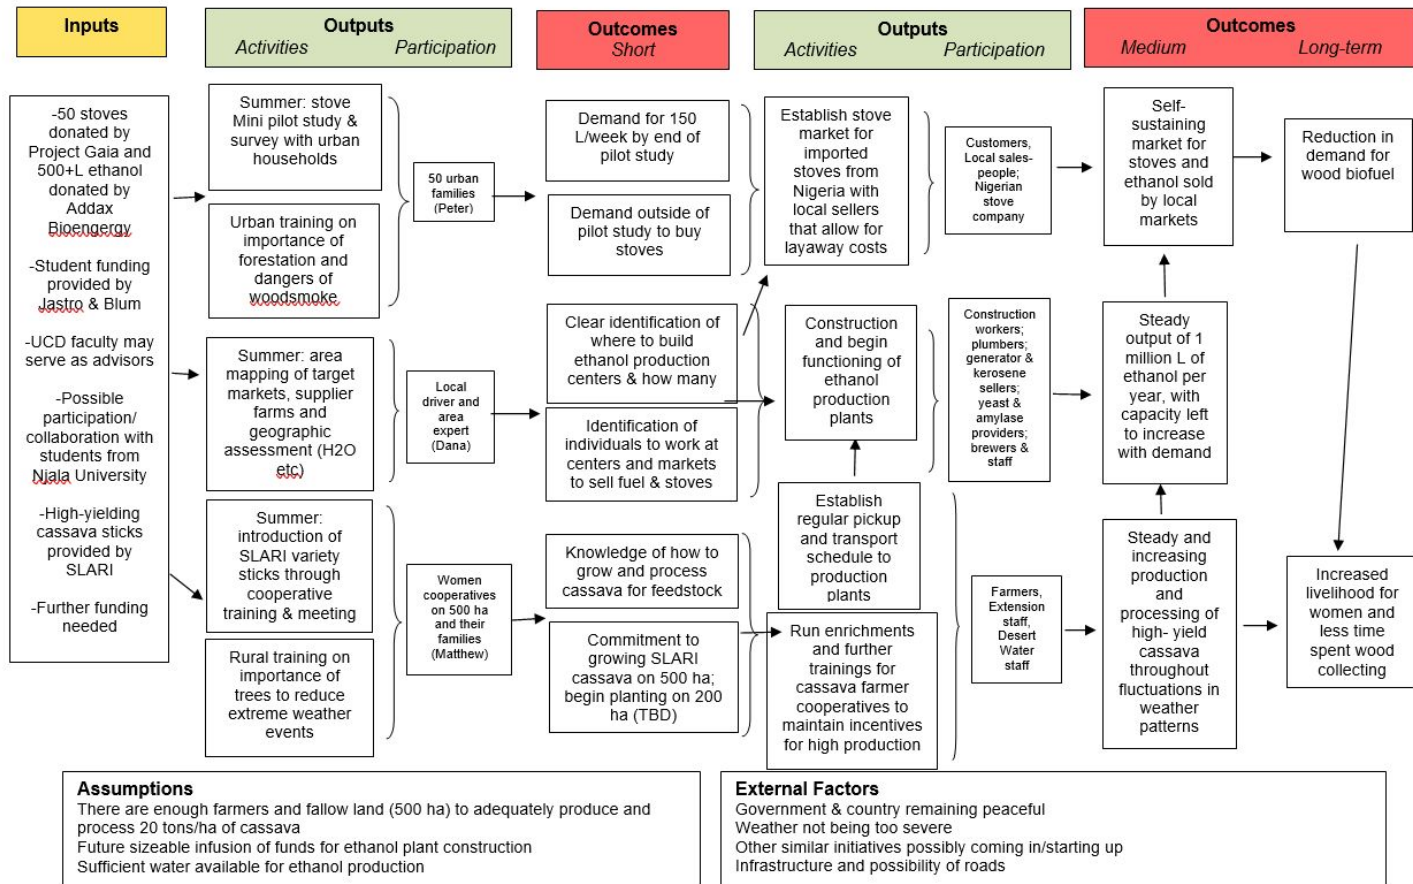 Inputs
Outputs
Activities Participation
Outcomes
Short
Outputs
Activities Participation
Outcomes
Medium Long-term
-50 stoves
donated by
Project Gaia and
500+L ethanol
donated by
Addax
Bioengergy
-Student funding
provided by
Jastro & Blum
-UCD faculty may
serve as advisors
-Possible
participation/
collaboration with
students from
Njala University
-High-yielding
cassava sticks
provided by
SLARI
-Further funding
needed
Summer: stove
Mini pilot study &
survey with urban
households
Urban training on
importance of
forestation and
dangers of
woodsmoke
Summer: area
mapping of target
markets, supplier
farms and
geographic
assessment (H2O
etc)
Summer:
introduction of
SLARI variety
sticks through
cooperative
training & meeting
Rural training on
importance of
trees to reduce
extreme weather
events
50 urban
families
(Peter)
Local
driver and
area
expert
(Dana)
Women
cooperatives
on 500 ha
and their
families
(Matthew)
Demand for 150
L/week by end of
pilot study
Demand outside of
pilot study to buy
stoves
Clear identification of
where to build
ethanol production
centers & how many
Identification of
individuals to work at
centers and markets
to sell fuel & stoves
Knowledge of how to
grow and process
cassava for feedstock
Commitment to
growing SLARI
cassava on 500 ha;
begin planting on 200
ha (TBD)
Establish stove
market for
imported
stoves from
Nigeria with
local sellers
that allow for
layaway costs
Construction
and begin
functioning of
ethanol
production
plants
Establish
regular pickup
and transport
schedule to
production
plants
Run enrichments
and further
trainings for
cassava farmer
cooperatives to
maintain incentives
for high production
Customers,
Local sales-
people;
Nigerian
stove
company
Construction
workers;
plumbers;
generator &
kerosene
sellers;
yeast &
amylase
providers;
brewers &
staff
Farmers,
Extension
staff,
Desert
Water
staff
Self-
sustaining
market for
stoves and
ethanol sold
by local
markets
Steady
output of 1
million L of
ethanol per
year, with
capacity left
to increase
with demand
Steady and
increasing
production
and
processing of
high- yield
cassava
throughout
fluctuations in
weather
patterns
Reduction in
demand for
wood biofuel
Increased
livelihood for
women and
less time
spent wood
collecting
Assumptions
There are enough farmers and fallow land (500 ha) to adequately produce and
process 20 tons/ha of cassava
Future sizeable infusion of funds for ethanol plant construction
Sufficient water available for ethanol production
External Factors
Government & country remaining peaceful
Weather not being too severe
Other similar initiatives possibly coming in/starting up
Infrastructure and possibility of roads